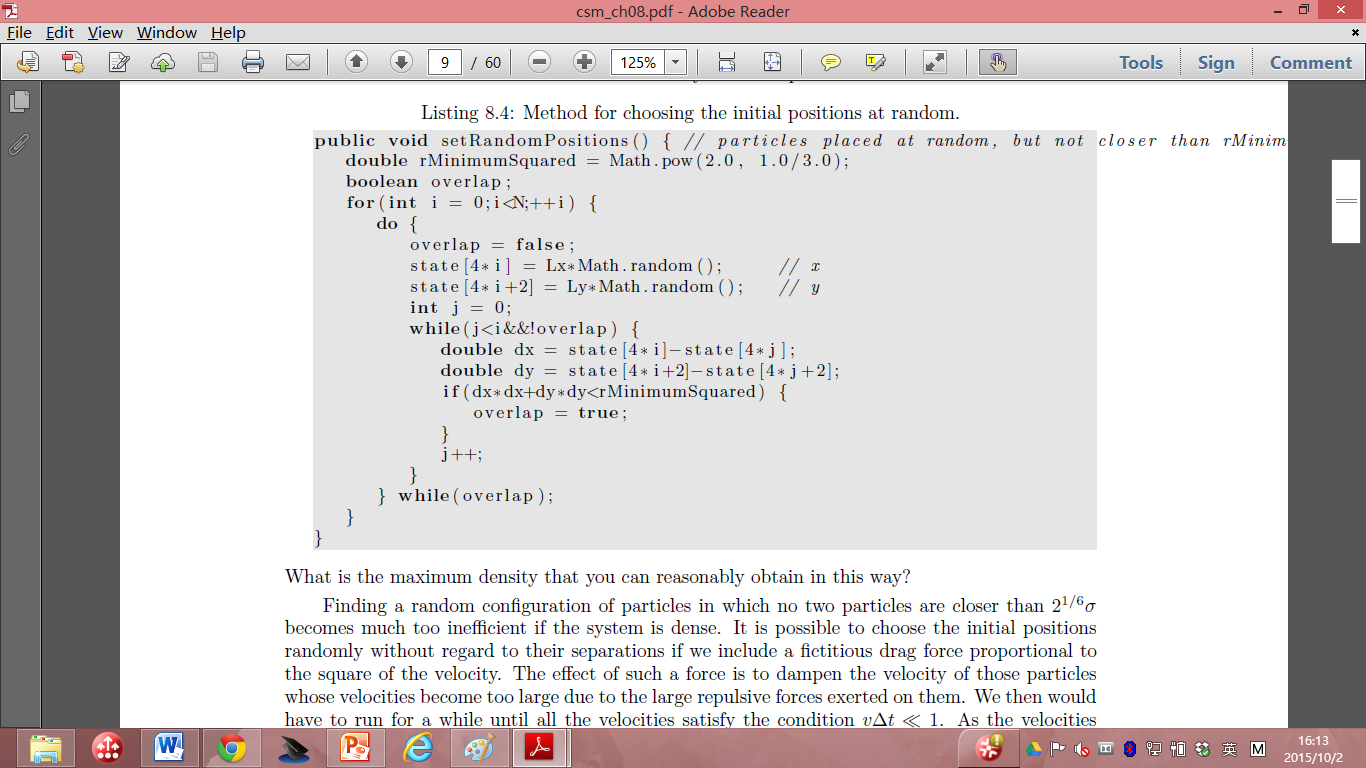 csm_ch08.pdf - Adobe Reader
File Edit View Window Help
9 / 60 125% Tools Sign Comment
Listing 8.4: Method for choosing the initial positions at random.
public void setRandomPositions() { // particles placed at random, but not closer than rMinim
double rMinimumSquared = Math.pow(2.0, 1.0/3.0);
boolean overlap;
for(int i = 0;i<N;++i) {
do {
overlap = false;
state[4*i] = Lx*Math.random(); // x
state[4*i+2] = Ly*Math.random(); // y
int j = 0;
while(j<i&&!overlap) {
double dx = state[4*i]−state[4*j];
double dy = state[4*i+2]−state[4*j+2];
if(dx*dx+dy*dy<rMinimumSquared) {
overlap = true;
}
j++;
}
} while(overlap);
}
}
What is the maximum density that you can reasonably obtain in this way?
Finding a random configuration of particles in which no two particles are closer than 2^1/6σ
becomes much too inefficient if the system is dense. It is possible to choose the initial positions
randomly without regard to their separations if we include a fictitious drag force proportional to
the square of the velocity. The effect of such a force is to dampen the velocity of those particles
whose velocities become too large due to the large repulsive forces exerted on them. We then would
have to run for a while until all the velocities satisfy the condition vΔt ≪ 1. As the velocities
英 M 16:13
2015/10/2